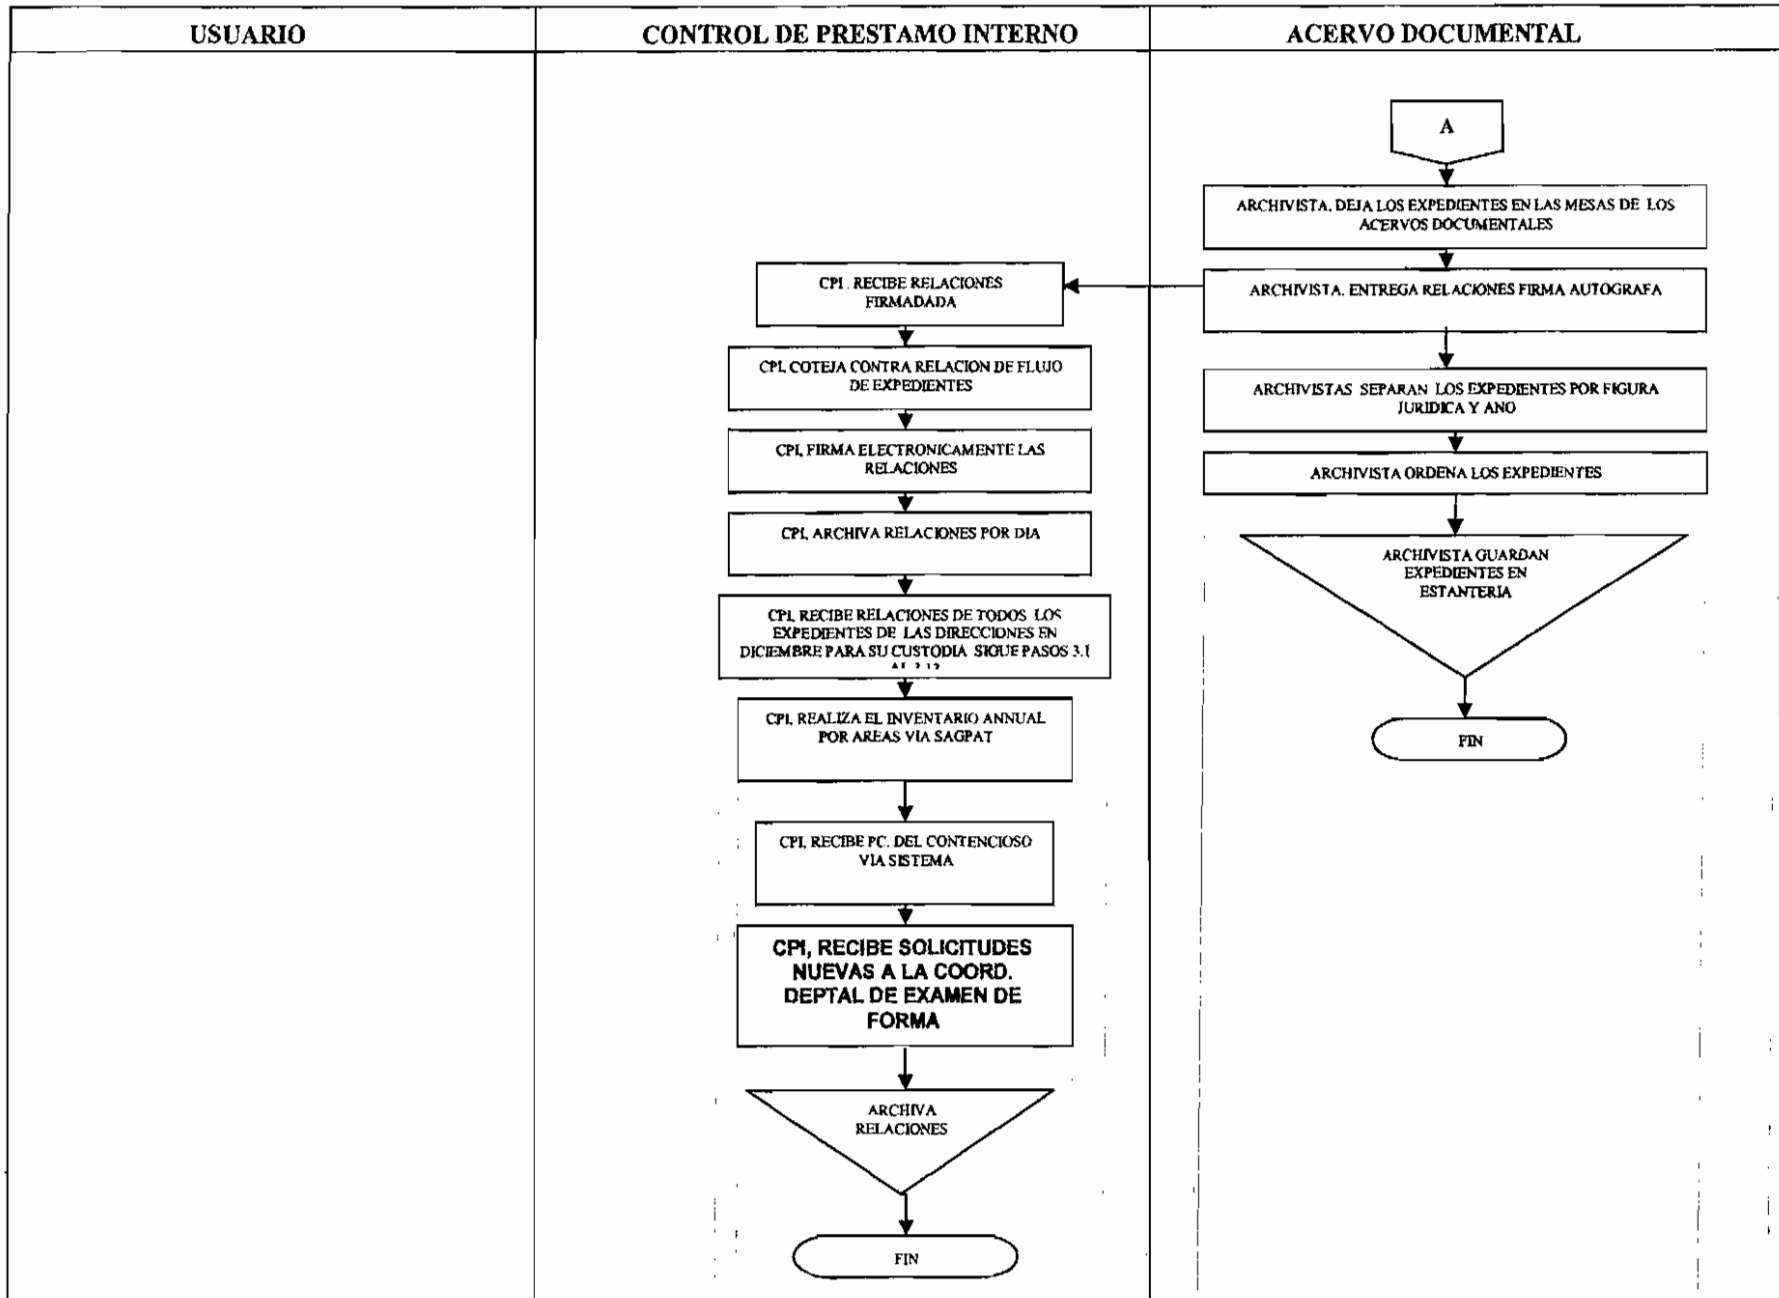 USUARIO
CONTROL DE PRESTAMO INTERNO
ACERVO DOCUMENTAL
A
ARCHIVISTA. DEJA LOS EXPEDIENTES EN LAS MESAS DE LOS
ACERVOS DOCUMENTALES
ARCHIVISTA. ENTREGA RELACIONES FIRMA AUTOGRAFA
ARCHIVISTAS SEPARAN LOS EXPEDIENTES POR FIGURA
JURIDICA Y ANO
ARCHIVISTA ORDENA LOS EXPEDIENTES
ARCHIVISTA GUARDAN
EXPEDIENTES EN
ESTANTERIA
FIN
CPI . RECIBE RELACIONES
FIRMADADA
CPI, COTEJA CONTRA RELACION DE FLUJO
DE EXPEDIENTES
CPI, FIRMA ELECTRONICAMENTE LAS
RELACIONES
CPI, ARCHIVA RELACIONES POR DIA
CPI, RECIBE RELACIONES DE TODOS LOS
EXPEDIENTES DE LAS DIRECCIONES EN
DICIEMBRE PARA SU CUSTODIA SIGUE PASOS 3.1
CPI, REALIZA EL INVENTARIO ANNUAL
POR AREAS VIA SAGPAT
CPI, RECIBE PC. DEL CONTENCIOSO
VIA SISTEMA
CPI, RECIBE SOLICITUDES
NUEVAS A LA COORD.
DEPTAL DE EXAMEN DE
FORMA
ARCHIVA
RELACIONES
FIN